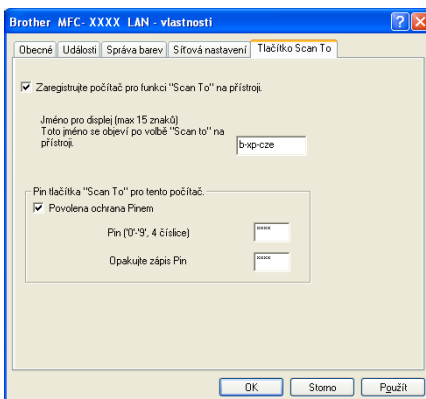 Brother MFC- XXXX LAN - vlastnosti
Obecné Události Správa barev Síťová nastavení Tlačítko Scan To
Zaregistrujte počítač pro funkci "Scan To" na přístroji.
Jméno pro displej (max 15 znaků)
Toto jméno se objeví po volbě "Scan to" na
přístroji.
b-xp-cze
Pin tlačítka "Scan To" pro tento počítač.
Povolena ochrana Pinem
Pin ('0'-'9', 4 číslice) xxxx
Opakujte zápis Pin xxxx
OK Storno Použít